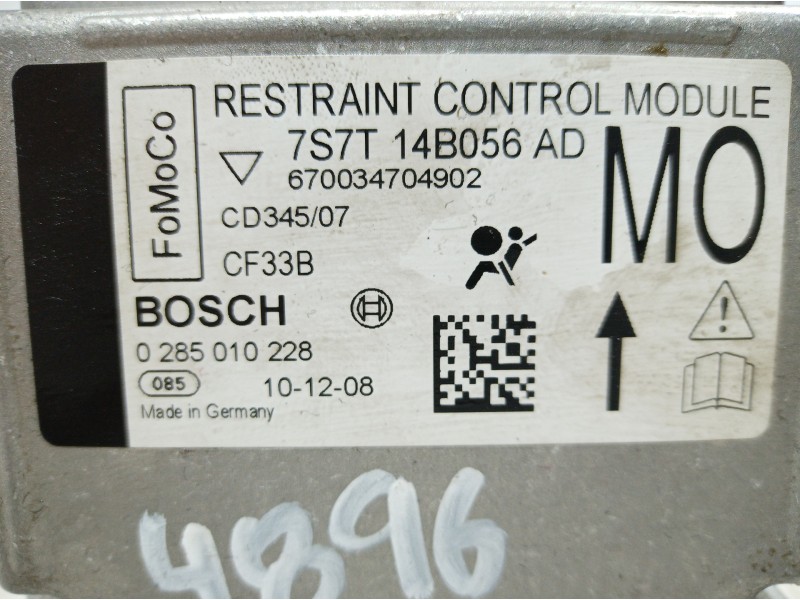 FoMoCo
RESTRAINT CONTROL MODULE
7S7T 14B056 AD
670034704902
MO
CD345/07
CF33B
BOSCH
0 285 010 228
085
10-12-08
Made in Germany
4896